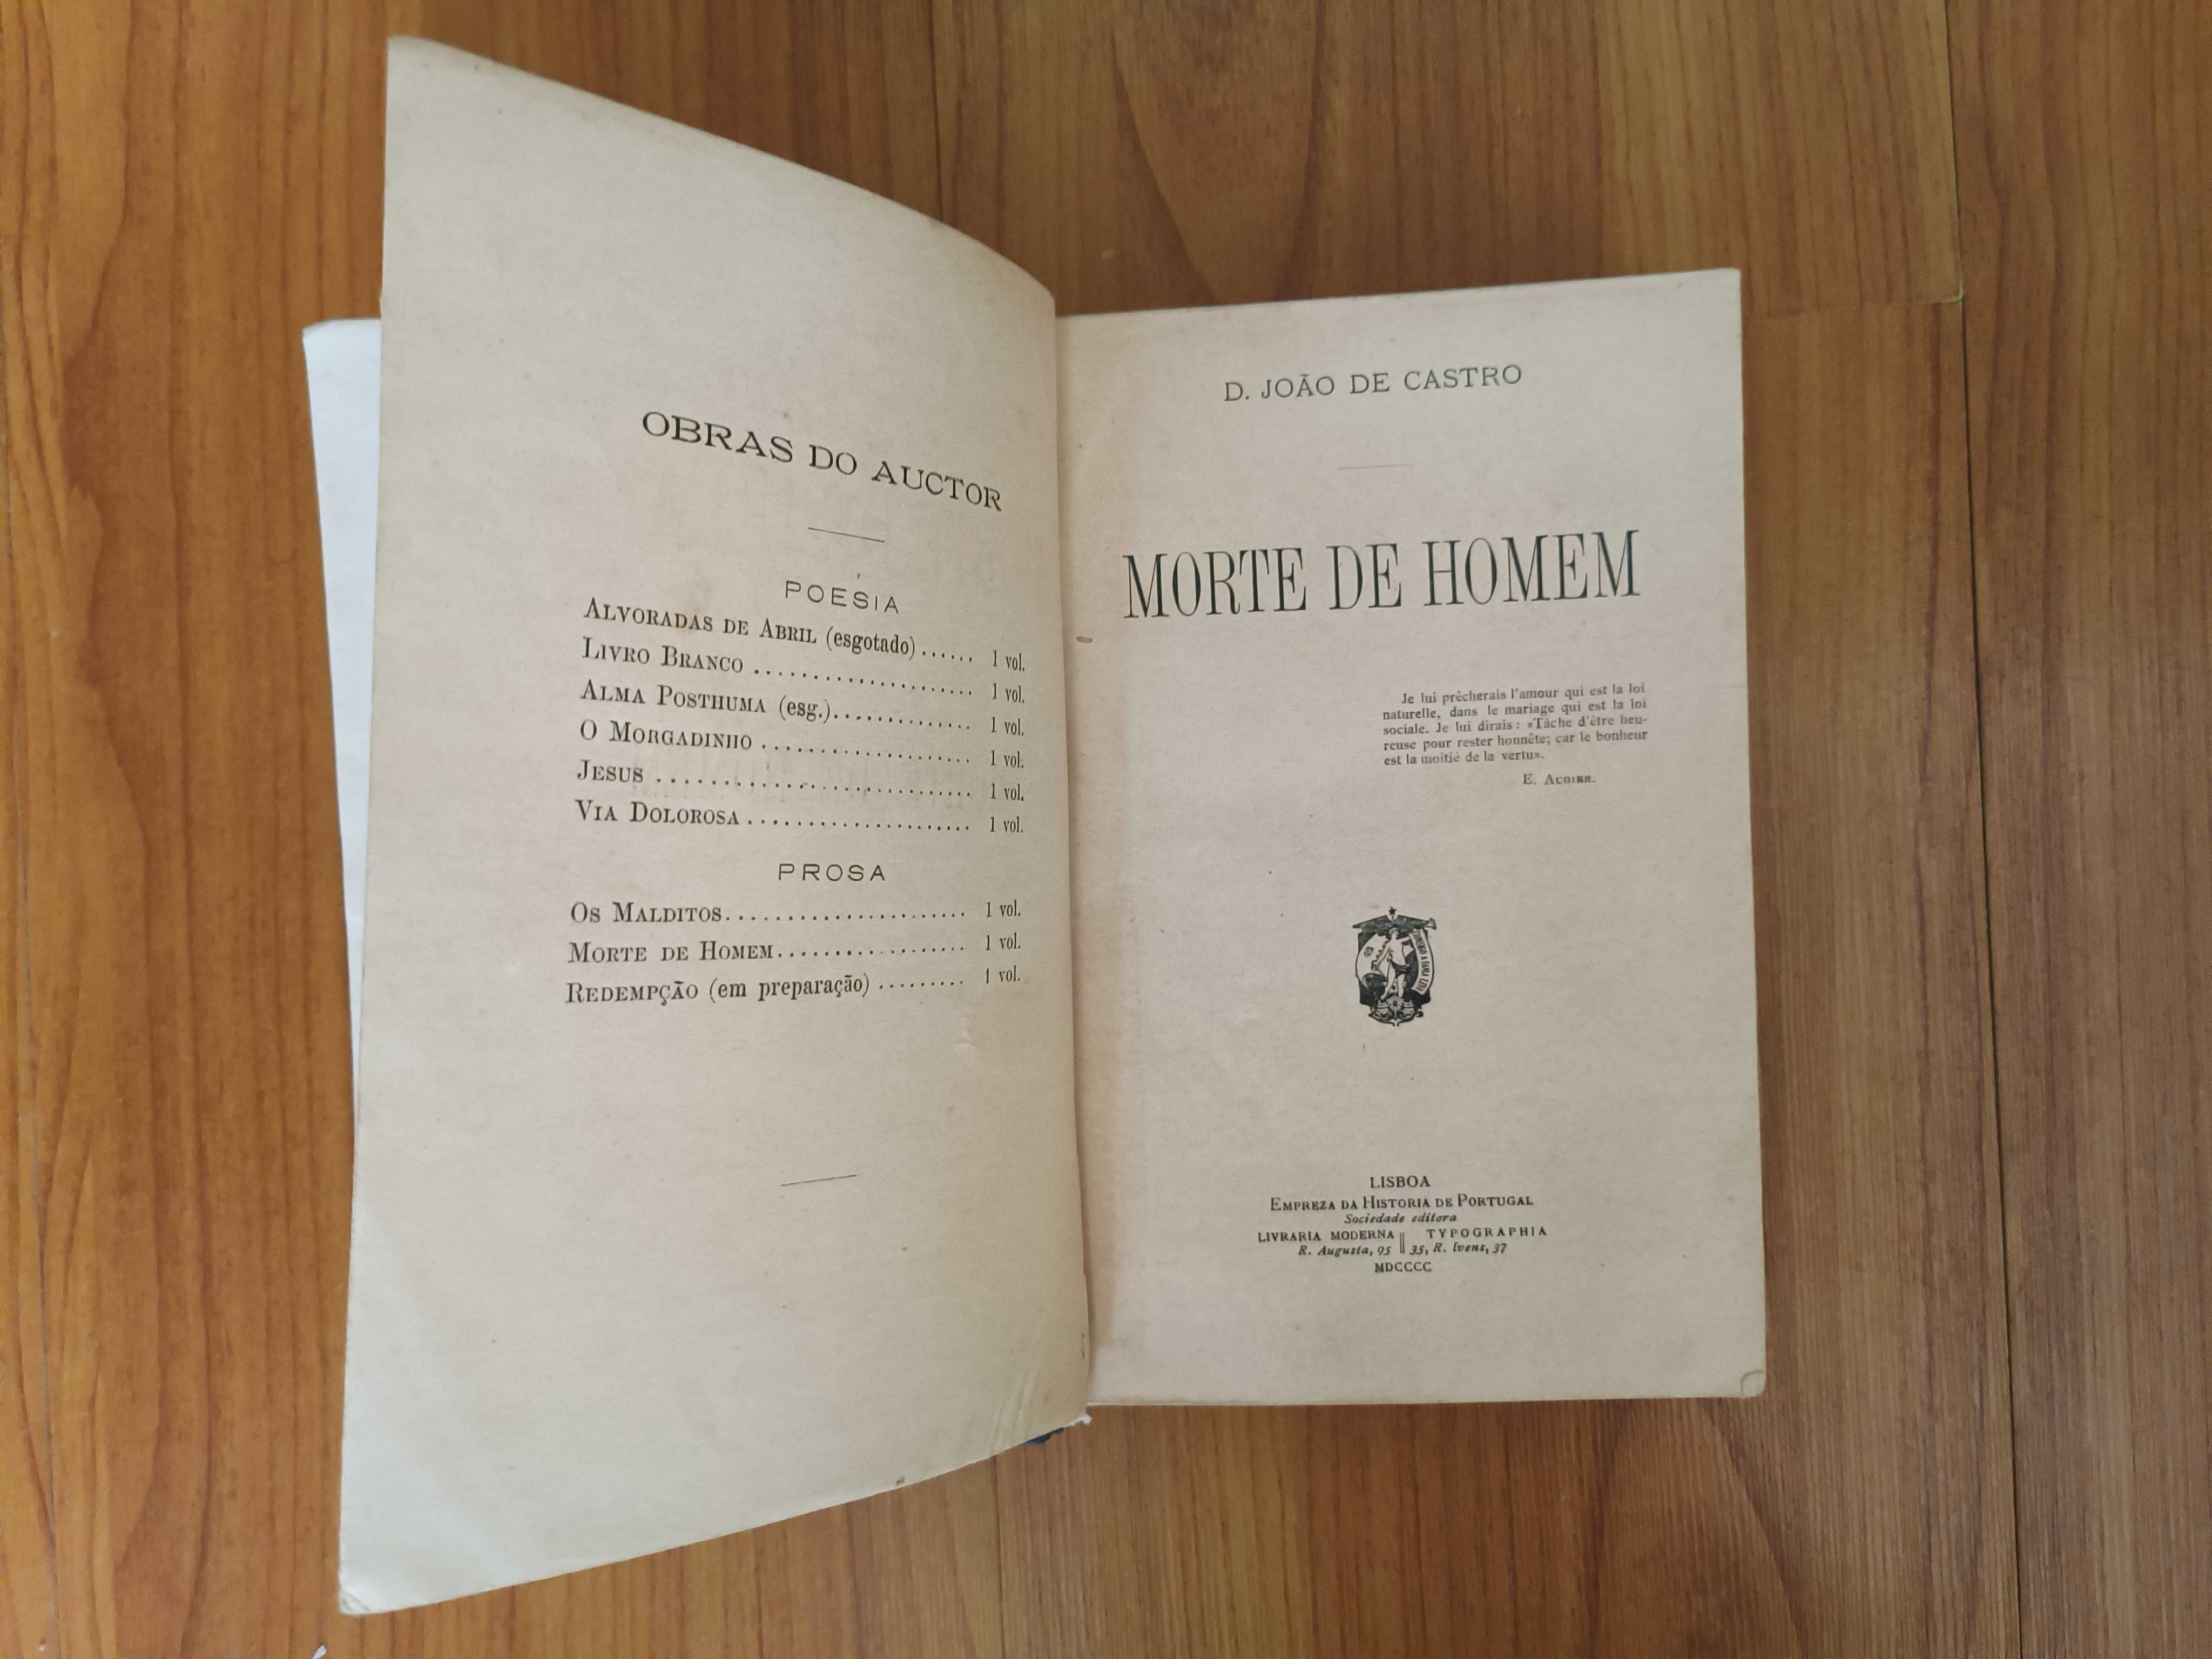 OBRAS DO AUCTOR
POESIA
ALVORADAS DE ABRIL (esgotado)...... 1 vol.
LIVRO BRANCO ...................... 1 vol.
ALMA POSTHUMA (esg.).............. 1 vol.
O MORGADINHO .................... 1 vol.
JESUS .............................. 1 vol.
VIA DOLOROSA ...................... 1 vol.
PROSA
OS MALDITOS....................... 1 vol.
MORTE DE HOMEM.................. 1 vol.
REDEMPÇÃO (em preparação) ......... 1 vol.
D. JOÃO DE CASTRO
MORTE DE HOMEM
Je lui prêcherais l'amour qui est la loi
naturelle, dans le mariage qui est la loi
sociale. Je lui dirais : «Tâche d'être heu-
reuse pour rester honnête; car le bonheur
est la moitié de la vertu».
E. AUGIER.
LISBOA
EMPREZA DA HISTORIA DE PORTUGAL
Sociedade editora
LIVRARIA MODERNA || TYPOGRAPHIA
R. Augusta, 95 || 35, R. Ivens, 37
MDCCCC